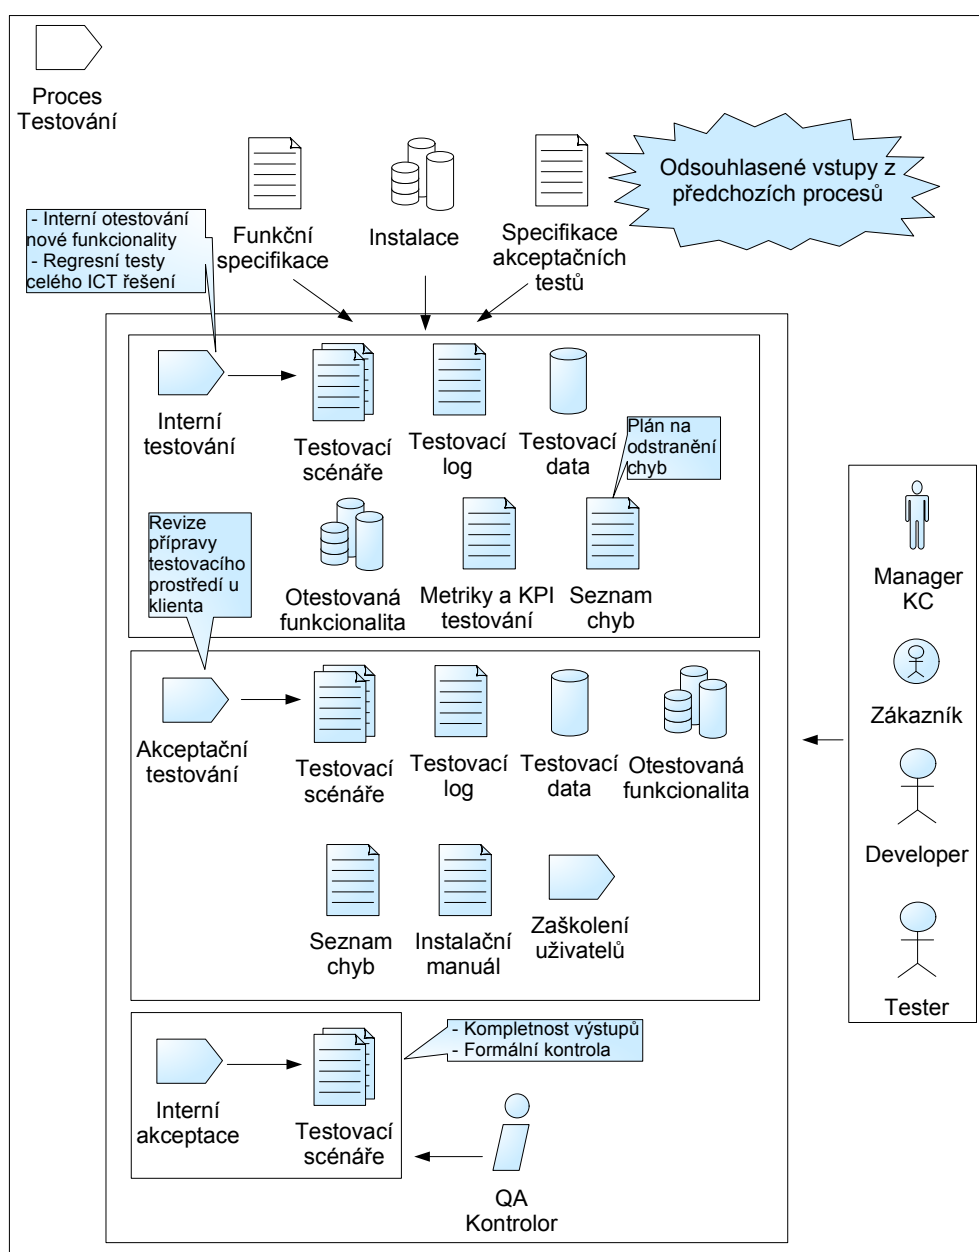 Proces
Testování
Funkční
specifikace
Instalace
Specifikace
akceptačních
testů
Odsouhlasené vstupy z
předchozích procesů
- Interní otestování
nové funkcionality
- Regresní testy
celého ICT řešení
Interní
testování
Testovací
scénáře
Testovací
log
Testovací
data
Plán na
odstranění
chyb
Otestovaná
funkcionalita
Metriky a KPI
testování
Seznam
chyb
Revize
přípravy
testovacího
prostředí u
klienta
Akceptační
testování
Testovací
scénáře
Testovací
log
Testovací
data
Otestovaná
funkcionalita
Seznam
chyb
Instalační
manuál
Zaškolení
uživatelů
Interní
akceptace
Testovací
scénáře
- Kompletnost výstupů
- Formální kontrola
QA
Kontrolor
Manager
KC
Zákazník
Developer
Tester